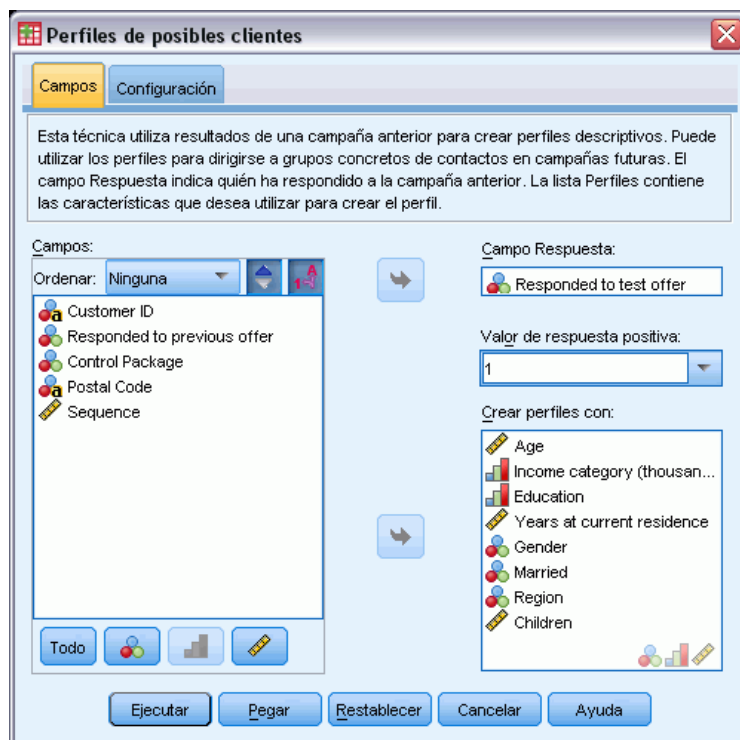 Perfiles de posibles clientes
Campos
Configuración
Esta técnica utiliza resultados de una campaña anterior para crear perfiles descriptivos. Puede
utilizar los perfiles para dirigirse a grupos concretos de contactos en campañas futuras. El
campo Respuesta indica quién ha respondido a la campaña anterior. La lista Perfiles contiene
las características que desea utilizar para crear el perfil.
Campos:
Ordenar: Ninguna
Customer ID
Responded to previous offer
Control Package
Postal Code
Sequence
Todo
Campo Respuesta:
Responded to test offer
Valor de respuesta positiva:
1
Crear perfiles con:
Age
Income category (thousan...
Education
Years at current residence
Gender
Married
Region
Children
Ejecutar
Pegar
Restablecer
Cancelar
Ayuda